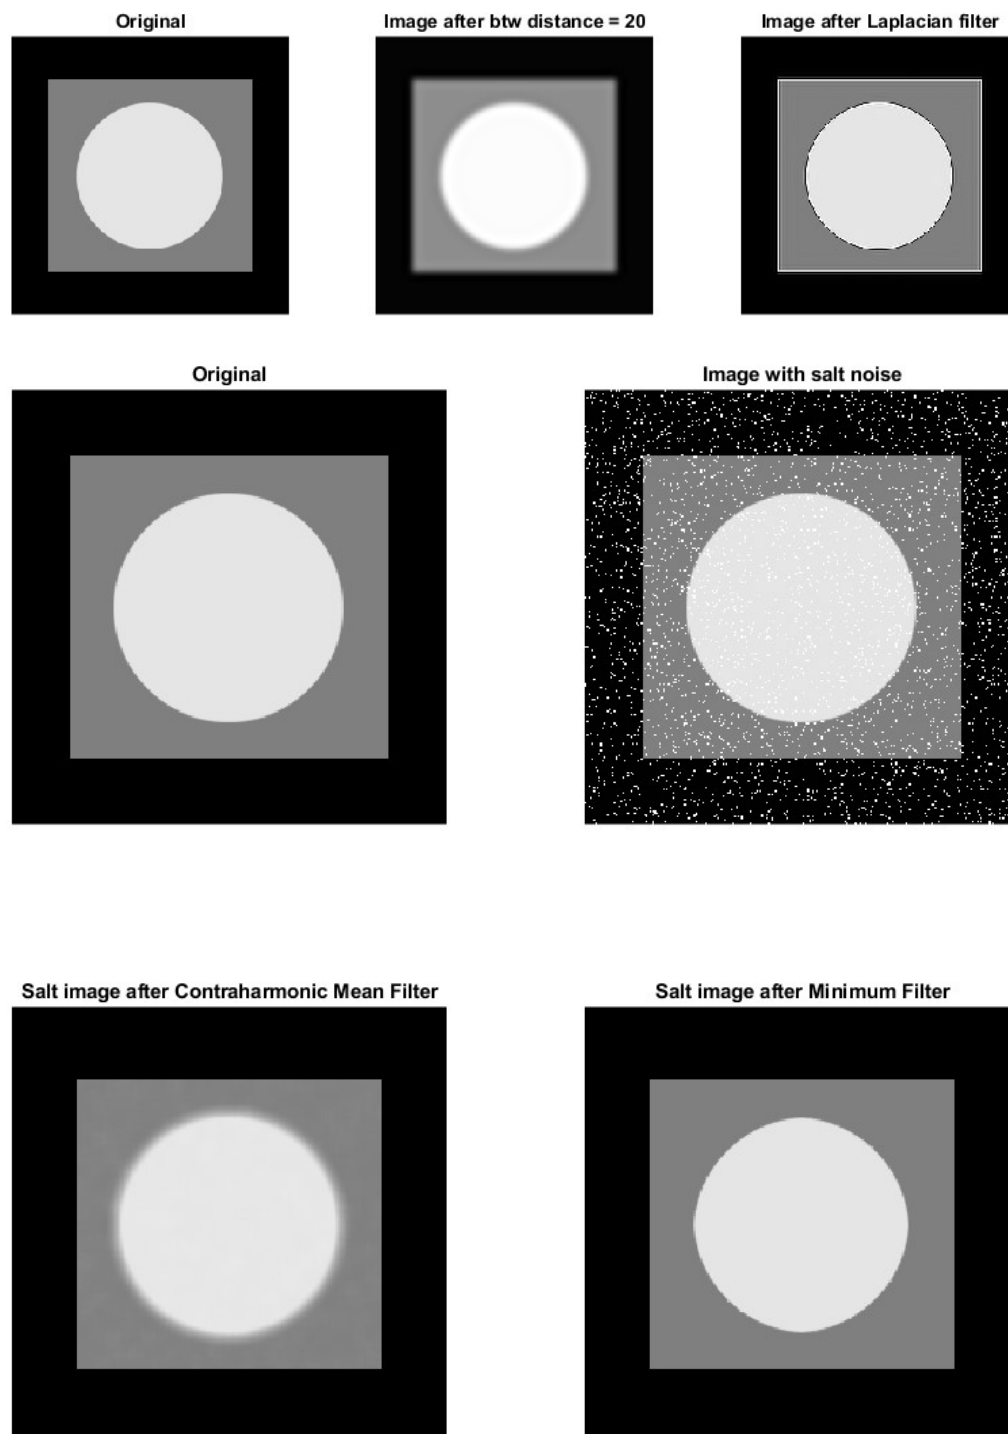 Original
Image after btw distance = 20
Image after Laplacian filter
Original
Image with salt noise
Salt image after Contraharmonic Mean Filter
Salt image after Minimum Filter